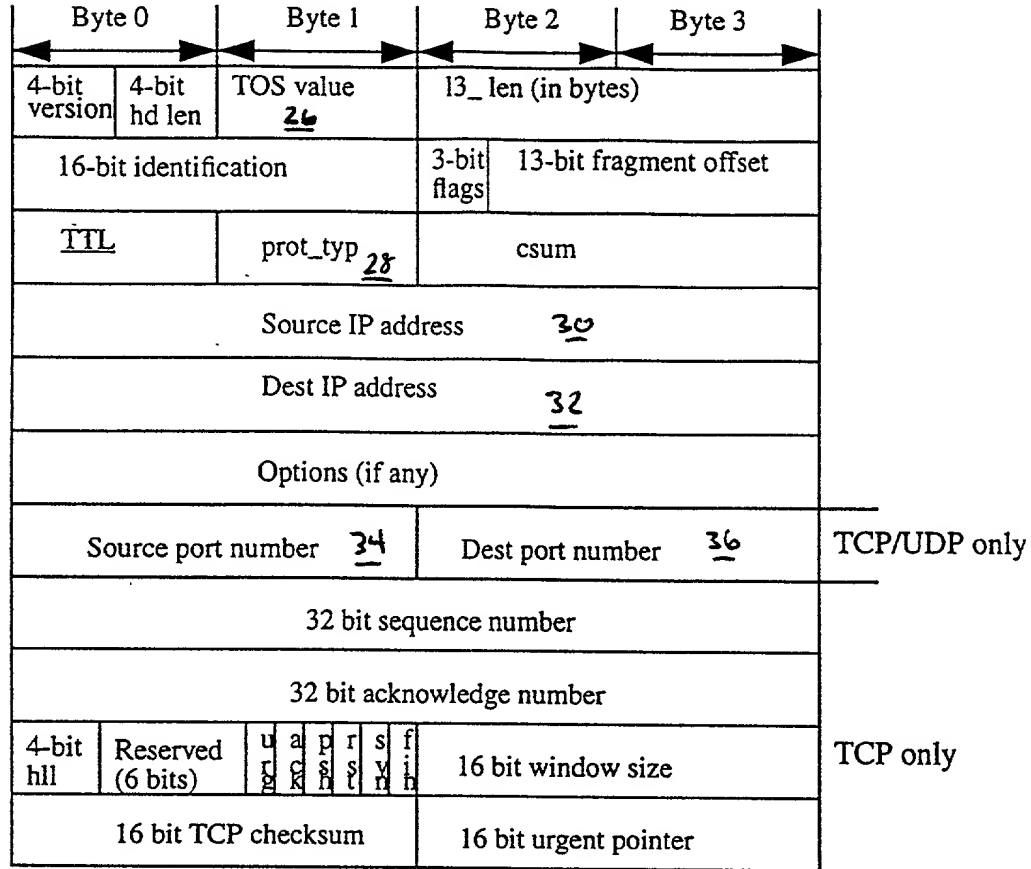 Byte 0 Byte 1 Byte 2 Byte 3
4-bit version 4-bit hd len TOS value 26 l3_ len (in bytes)
16-bit identification 3-bit flags 13-bit fragment offset
TTL prot_typ 28 csum
Source IP address 30
Dest IP address 32
Options (if any)
Source port number 34 Dest port number 36 TCP/UDP only
32 bit sequence number
32 bit acknowledge number
4-bit hll Reserved (6 bits) urg ack psh rst syn fin 16 bit window size TCP only
16 bit TCP checksum 16 bit urgent pointer